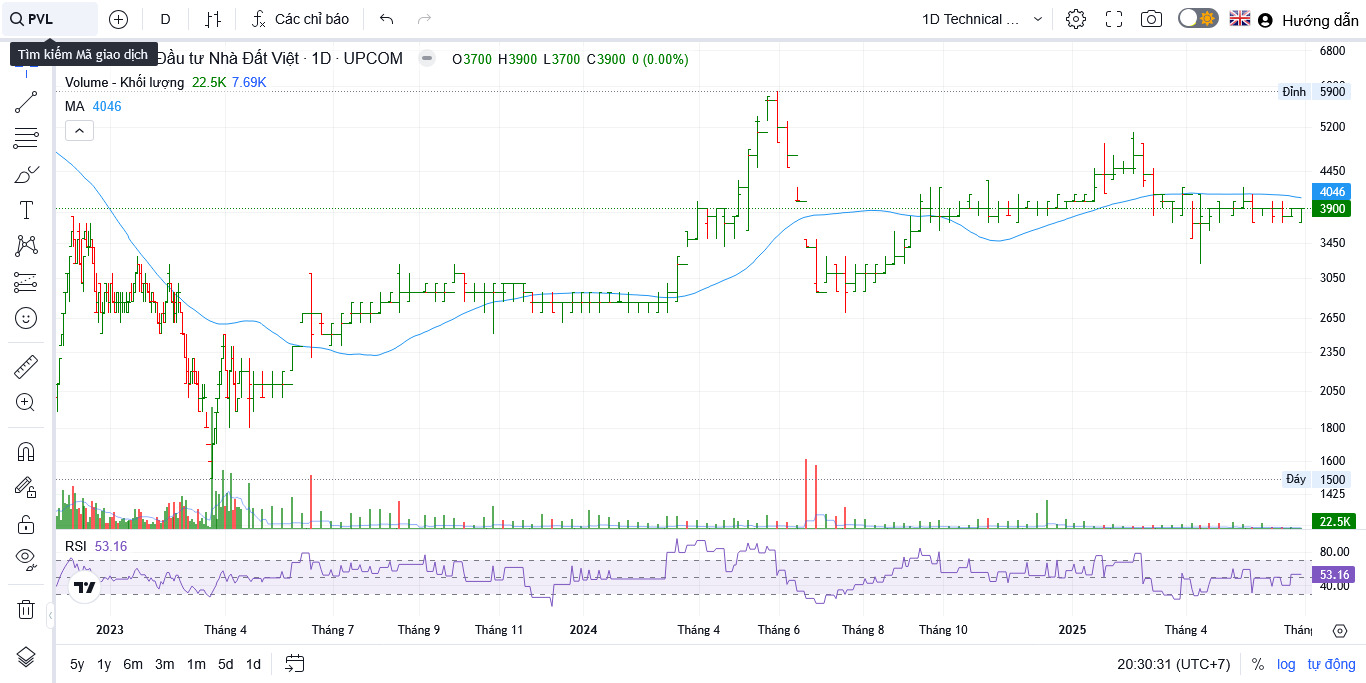 PVL
D
Các chỉ báo
1D Technical ...
Hướng dẫn
Tìm kiếm Mã giao dịch
Đầu tư Nhà Đất Việt · 1D · UPCOM
O3700 H3900 L3700 C3900 0 (0.00%)
Volume - Khối lượng 22.5K 7.69K
MA 4046
6800
Đỉnh 5900
5200
4450
4046
3900
3450
3050
2650
2350
2050
1800
1600
Đáy 1500
1425
22.5K
RSI 53.16
80.00
53.16
40.00
2023 Tháng 4 Tháng 7 Tháng 9 Tháng 11 2024 Tháng 4 Tháng 6 Tháng 8 Tháng 10 2025 Tháng 4
5y 1y 6m 3m 1m 5d 1d
20:30:31 (UTC+7) % log tự động